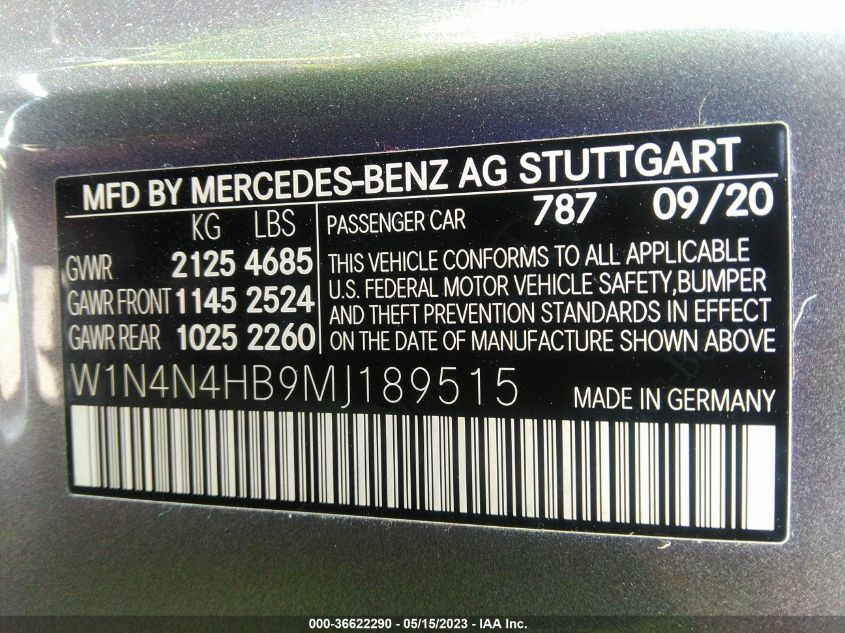 MFD BY MERCEDES-BENZ AG STUTTGART
KG LBS
GVWR 2125 4685
GAWR FRONT 1145 2524
GAWR REAR 1025 2260
PASSENGER CAR 787 09/20
THIS VEHICLE CONFORMS TO ALL APPLICABLE
U.S. FEDERAL MOTOR VEHICLE SAFETY,BUMPER
AND THEFT PREVENTION STANDARDS IN EFFECT
ON THE DATE OF MANUFACTURE SHOWN ABOVE
W1N4N4HB9MJ189515 MADE IN GERMANY
000-36622290 - 05/15/2023 - IAA Inc.